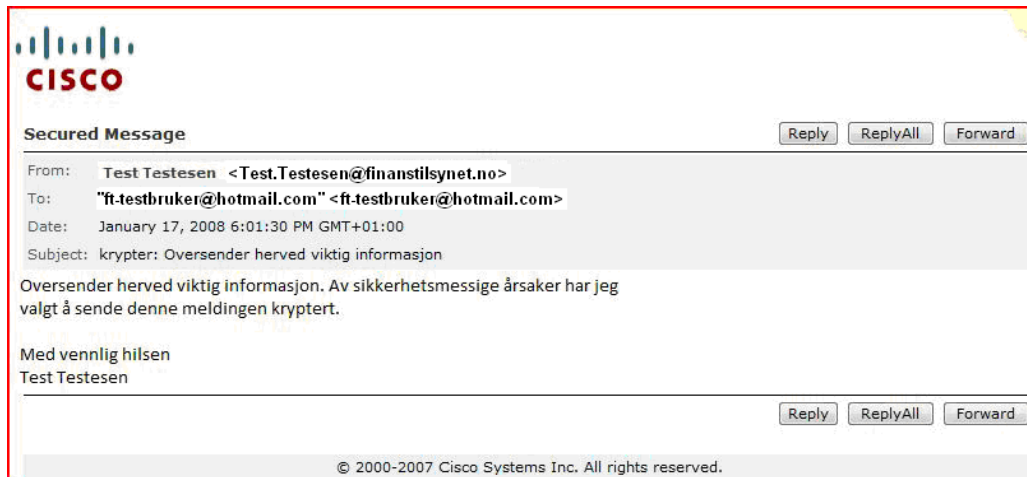 CISCO
Secured Message
Reply ReplyAll Forward
From: Test Testesen <Test.Testesen@finanstilsynet.no>
To: "ft-testbruker@hotmail.com" <ft-testbruker@hotmail.com>
Date: January 17, 2008 6:01:30 PM GMT+01:00
Subject: krypter: Oversender herved viktig informasjon
Oversender herved viktig informasjon. Av sikkerhetsmessige årsaker har jeg
valgt å sende denne meldingen kryptert.
Med vennlig hilsen
Test Testesen
Reply ReplyAll Forward
© 2000-2007 Cisco Systems Inc. All rights reserved.